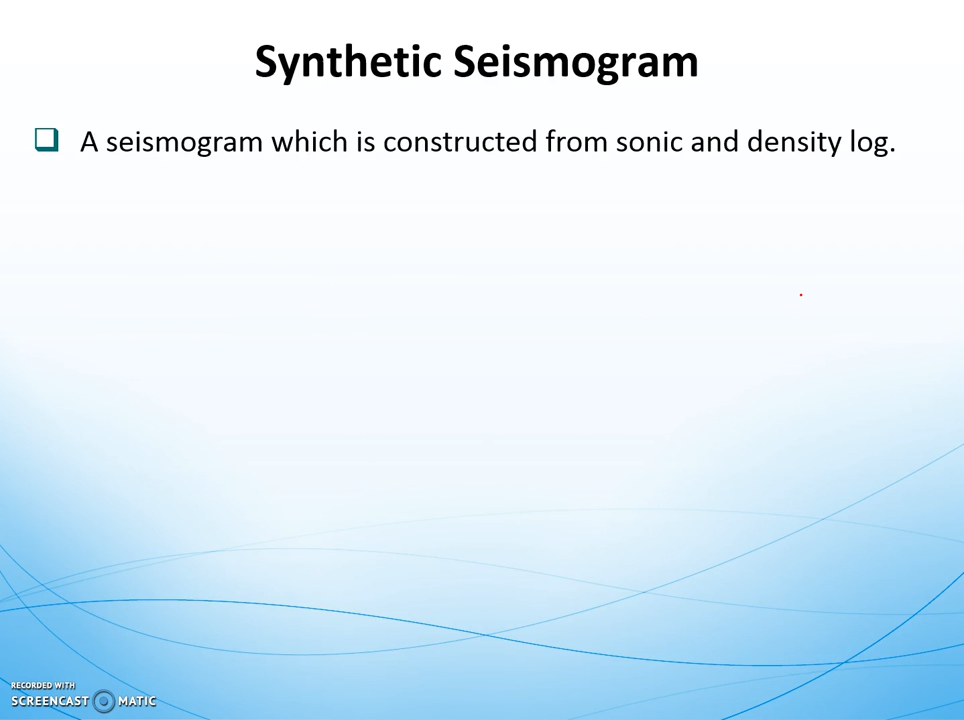 Synthetic Seismogram
A seismogram which is constructed from sonic and density log.
RECORDED WITH
SCREENCAST MATIC